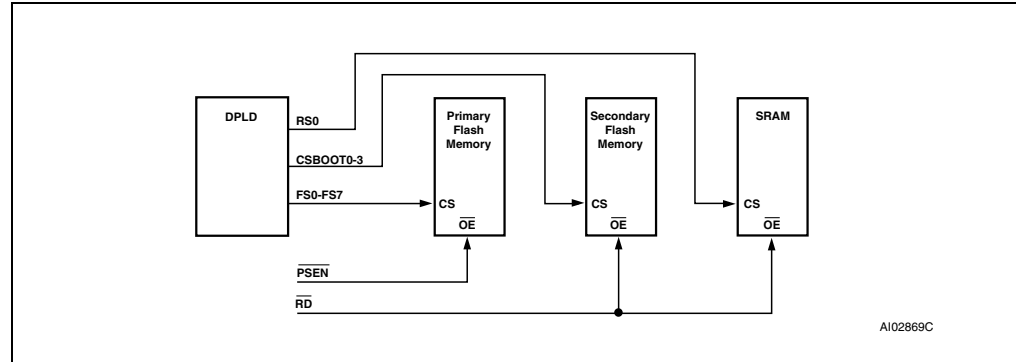 DPLD
RS0
CSBOOT0-3
FS0-FS7
Primary
Flash
Memory
CS
OE
Secondary
Flash
Memory
CS
OE
SRAM
CS
OE
PSEN
RD
AI02869C